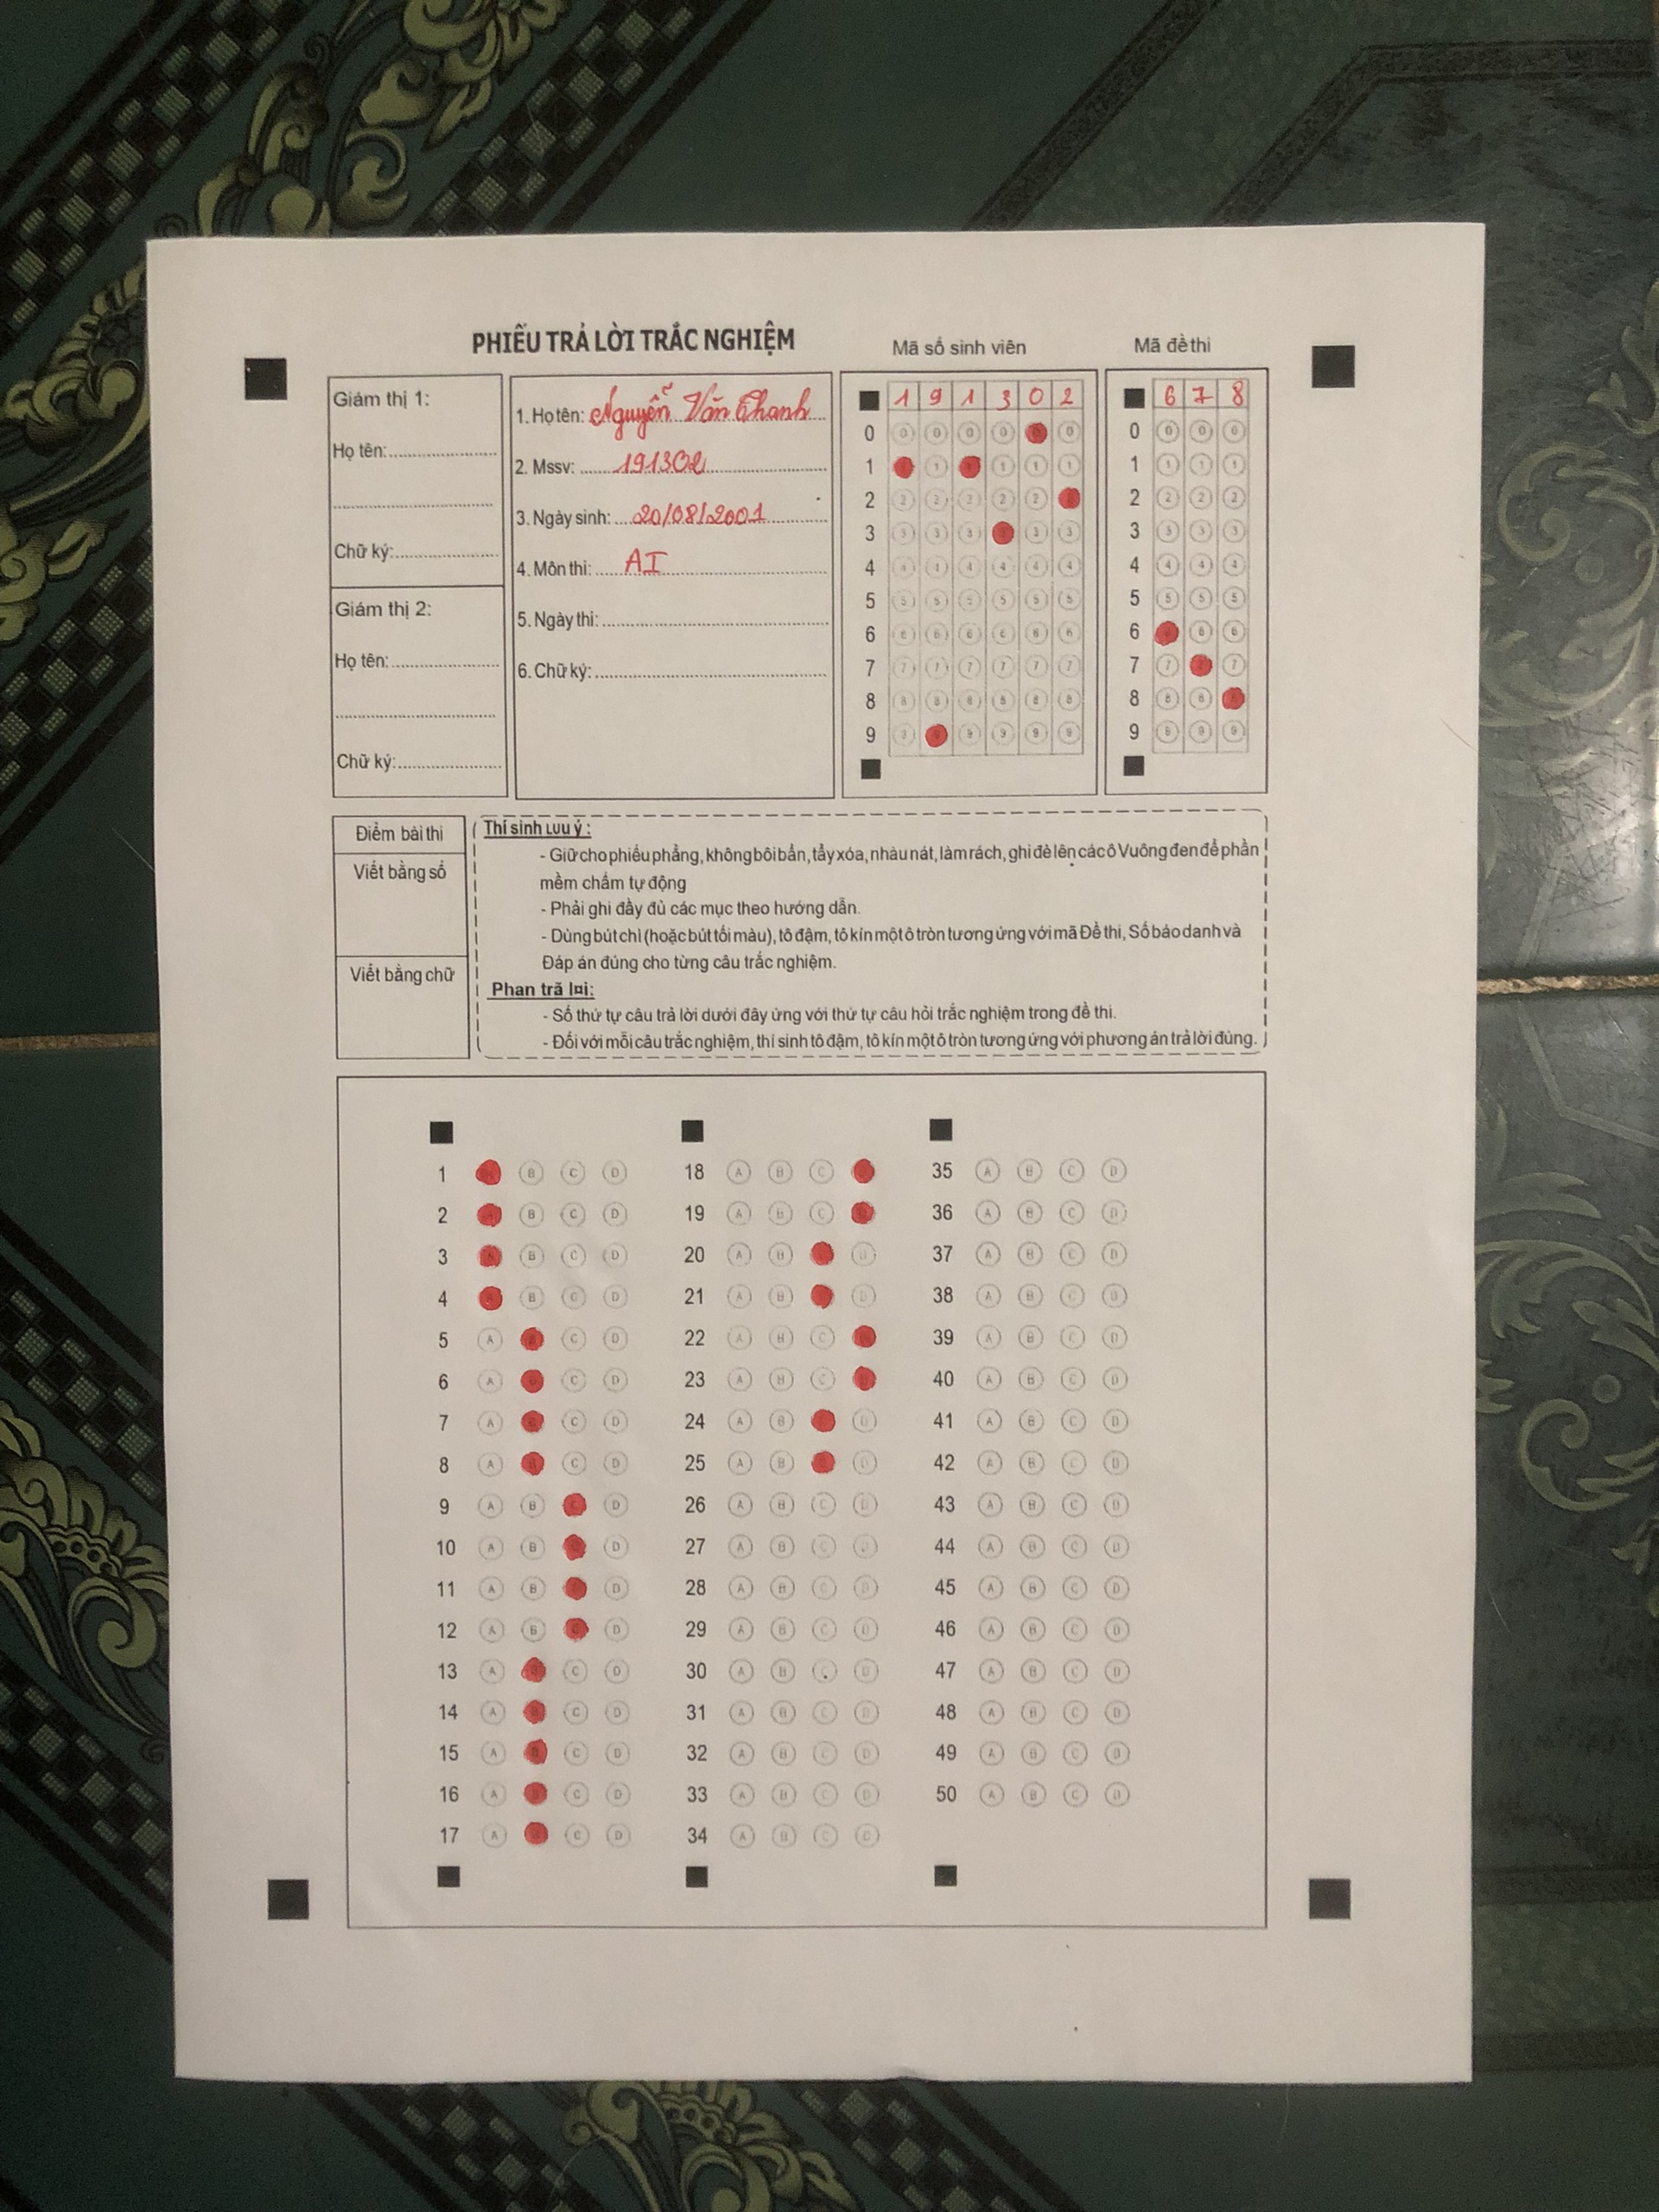 PHIẾU TRẢ LỜI TRẮC NGHIỆM
Mã số sinh viên
Mã đề thi
Giám thị 1:
Họ tên:
Chữ ký:
Giám thị 2:
Họ tên:
Chữ ký:
1. Họ tên: Nguyễn Văn Thanh
2. Mssv: 191302
3. Ngày sinh: 20/08/2001
4. Môn thi: AI
5. Ngày thi:
6. Chữ ký:
1 9 1 3 0 2
0 0 0 0 0 0 0
1 1 1 1 1 1
2 2 2 2 2 2
3 3 3 3 3 3
4 4 4 4 4 4 4
5 5 5 5 5 5 5
6 6 6 6 6 6 6
7 7 7 7 7 7 7
8 8 8 8 8 8 8
9 9 9 9 9 9 9
6 7 8
0 0 0 0
1 1 1 1
2 2 2 2
3 3 3 3
4 4 4 4
5 5 5 5
6 6 6
7 7 7
8 8 8 8
9 9 9 9
Điểm bài thi
Viết bằng số
Viết bằng chữ
Thí sinh Lưu ý :
- Giữ cho phiếu phẳng, không bôi bẩn, tẩy xóa, nhàu nát, làm rách, ghi đè lên các ô Vuông đen để phần
mềm chấm tự động
- Phải ghi đầy đủ các mục theo hướng dẫn.
- Dùng bút chì (hoặc bút tối màu), tô đậm, tô kín một ô tròn tương ứng với mã Đề thi, Số báo danh và
Đáp án đúng cho từng câu trắc nghiệm.
Phan trã lời:
- Số thứ tự câu trả lời dưới đây ứng với thứ tự câu hỏi trắc nghiệm trong đề thi.
- Đối với mỗi câu trắc nghiệm, thí sinh tô đậm, tô kín một ô tròn tương ứng với phương án trả lời đúng.
1 B C D
2 B C D
3 A B C D
4 A B C D
5 A B C D
6 A B C D
7 A B C D
8 A B C D
9 A B C D
10 A B D
11 A B D
12 A B C D
13 A C D
14 A B C D
15 A B C D
16 A B C D
17 A B C D
18 A B C
19 A B C D
20 A B D
21 A B D
22 A B C
23 A B C
24 A B D
25 A B D
26 A B C D
27 A B C D
28 A B C D
29 A B C D
30 A B D
31 A B C D
32 A B C D
33 A B C D
34 A B C D
35 A B C D
36 A B C D
37 A B C D
38 A B C D
39 A B C D
40 A B C D
41 A B C D
42 A B C D
43 A B C D
44 A B C D
45 A B C D
46 A B C D
47 A B C D
48 A B C D
49 A B C D
50 A B C D